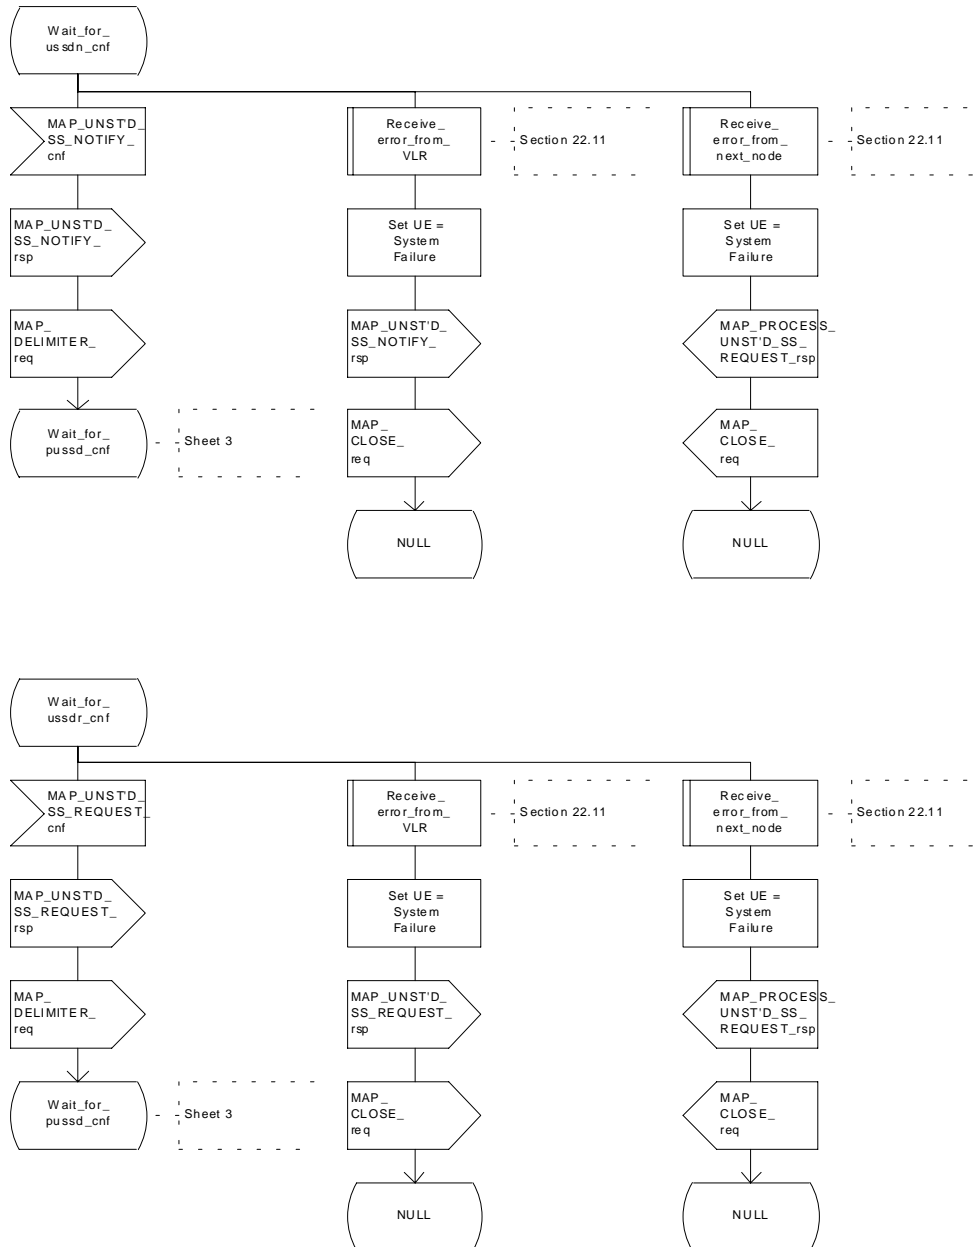 Wait_for_
ussdn_cnf
MAP_UNST'D_
SS_NOTIFY_
cnf
Receive_
error_from_
VLR
Section 22.11
Receive_
error_from_
next_node
Section 22.11
MAP_UNST'D_
SS_NOTIFY_
rsp
Set UE =
System
Failure
Set UE =
System
Failure
MAP_
DELIMITER_
req
MAP_UNST'D_
SS_NOTIFY_
rsp
MAP_PROCESS_
UNST'D_SS_
REQUEST_rsp
Wait_for_
pussd_cnf
Sheet 3
MAP_
CLOSE_
req
MAP_
CLOSE_
req
NULL
NULL
Wait_for_
ussdr_cnf
MAP_UNST'D_
SS_REQUEST_
cnf
Receive_
error_from_
VLR
Section 22.11
Receive_
error_from_
next_node
Section 22.11
MAP_UNST'D_
SS_REQUEST_
rsp
Set UE =
System
Failure
Set UE =
System
Failure
MAP_
DELIMITER_
req
MAP_UNST'D_
SS_REQUEST_
rsp
MAP_PROCESS_
UNST'D_SS_
REQUEST_rsp
Wait_for_
pussd_cnf
Sheet 3
MAP_
CLOSE_
req
MAP_
CLOSE_
req
NULL
NULL